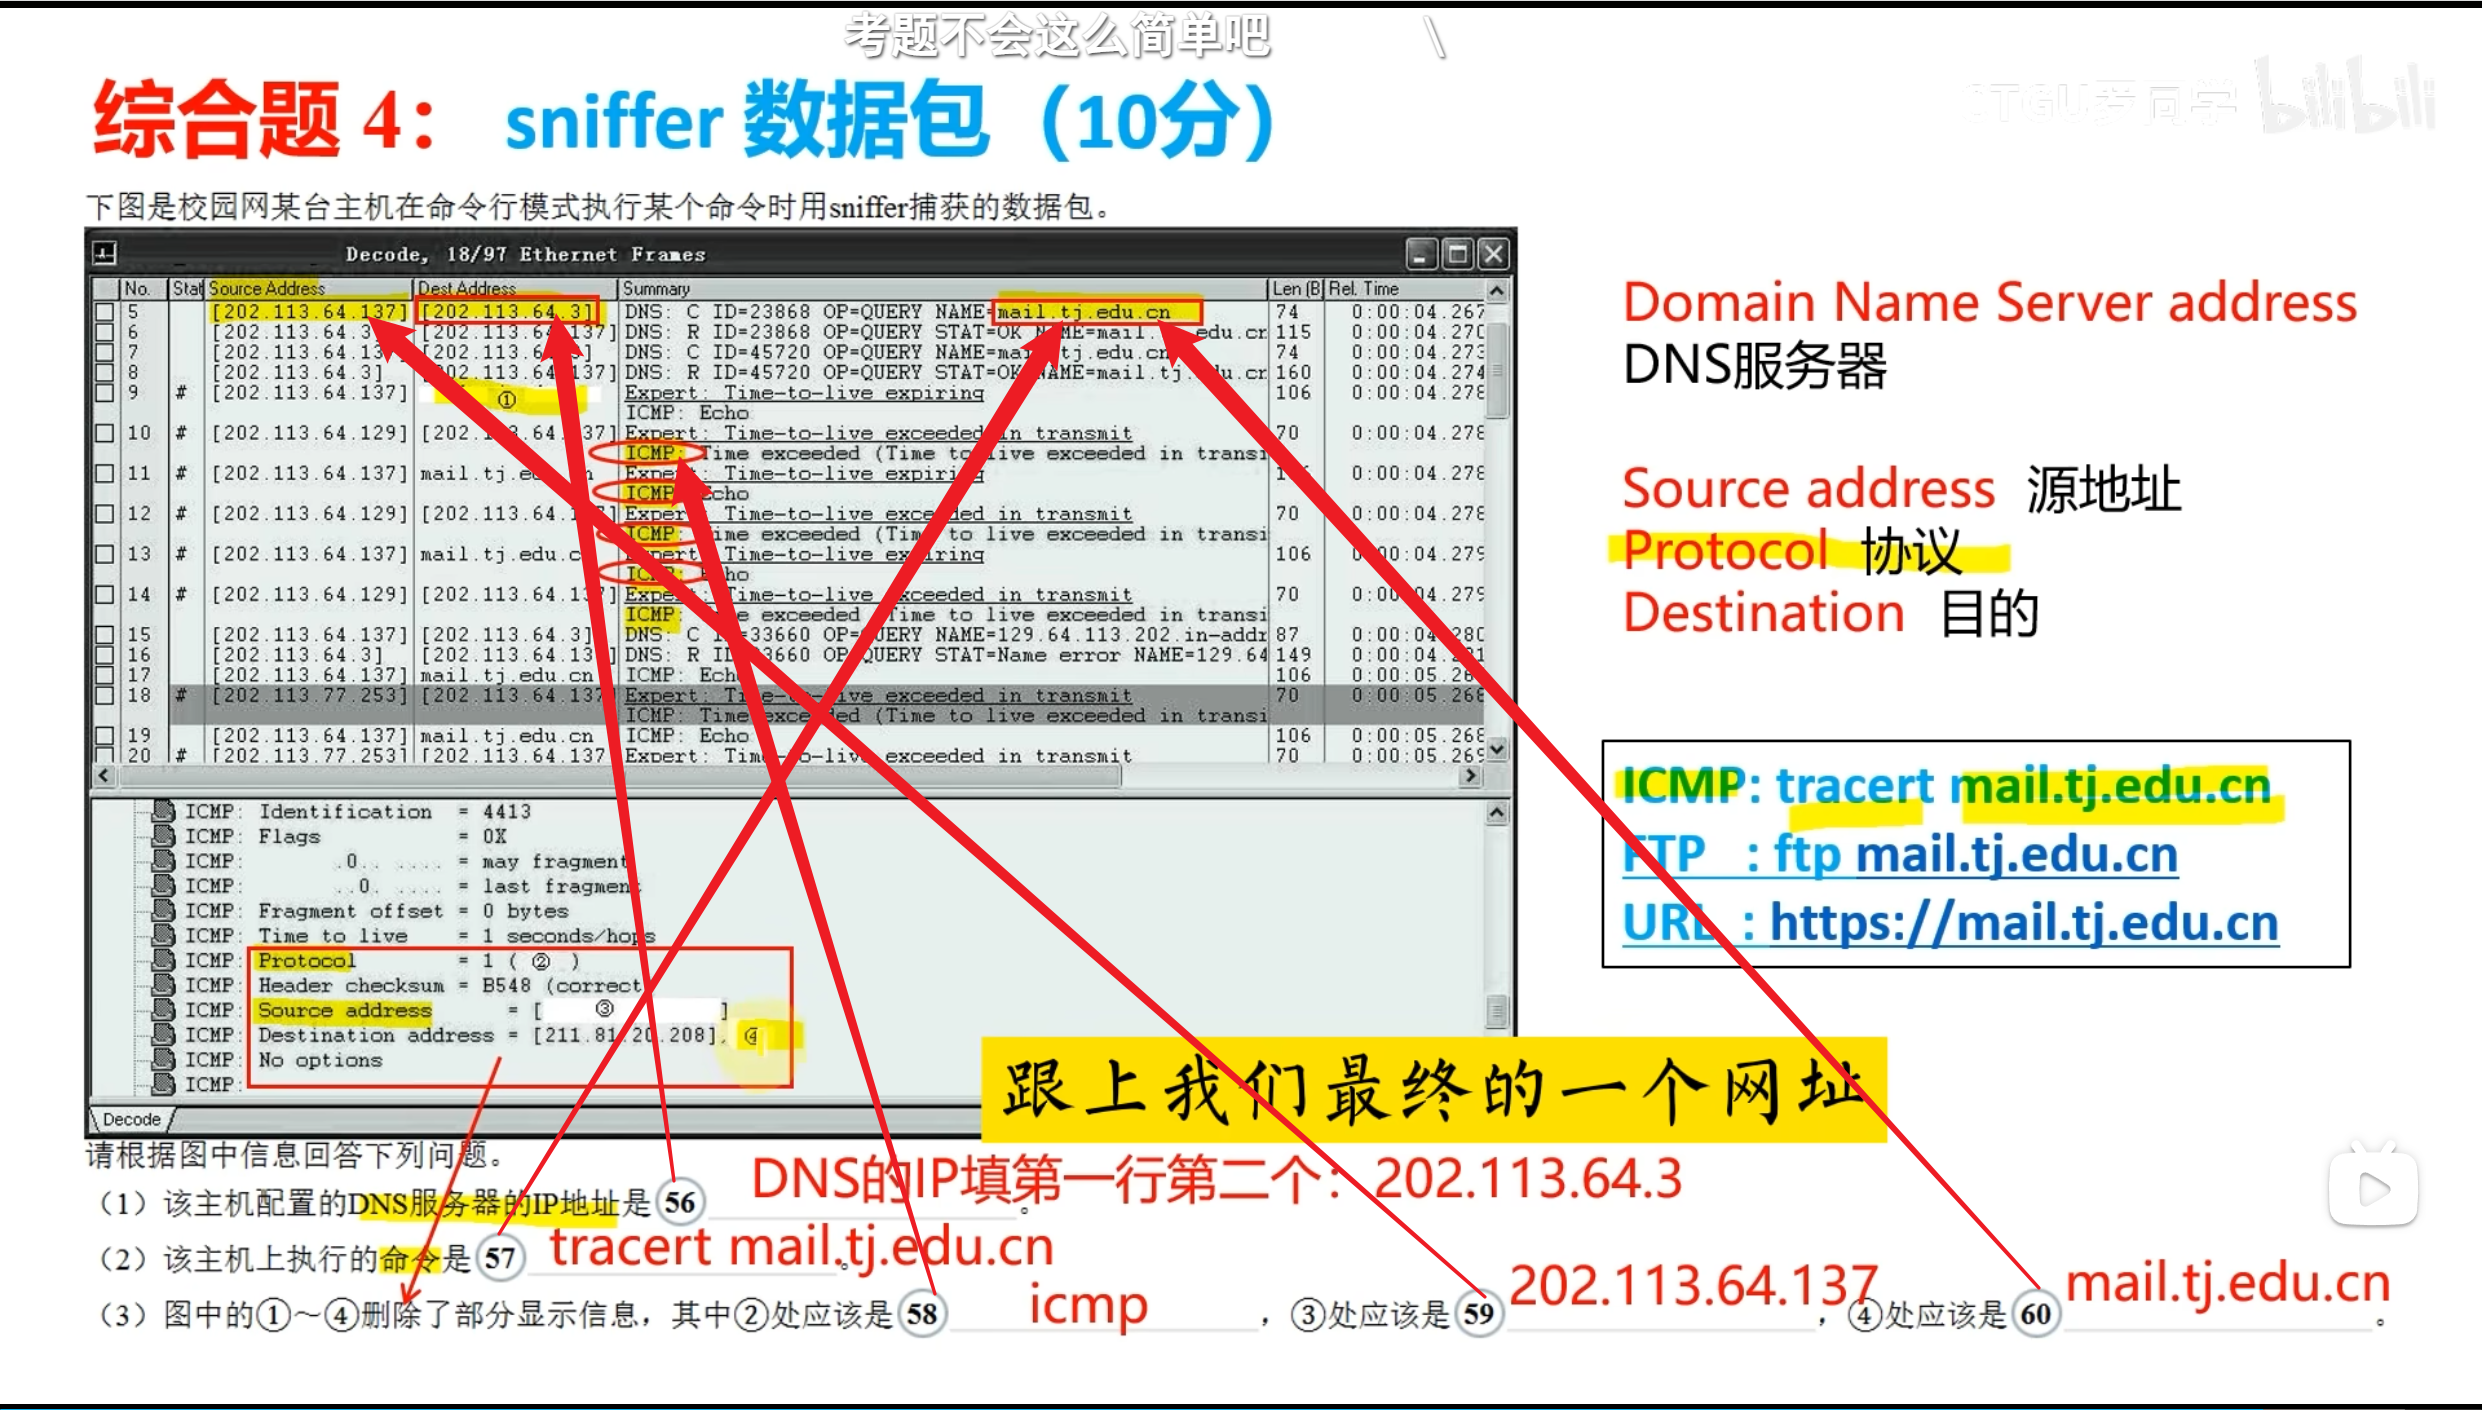 考题不会这么简单吧 \
综合题 4： sniffer 数据包（10分）
bilibili
下图是校园网某台主机在命令行模式执行某个命令时用sniffer捕获的数据包。
Decode, 18/97 Ethernet Frames
No. Stat Source Address Dest Address Summary Len (B Rel. Time
5 [202.113.64.137] [202.113.64.3] DNS: C ID=23868 OP=QUERY NAME=mail.tj.edu.cn 74 0:00:04.267
6 [202.113.64.3] [202.113.64.137] DNS: R ID=23868 OP=QUERY STAT=OK NAME=mail. edu.cn 115 0:00:04.270
7 [202.113.64.13 [202.113.6 ] DNS: C ID=45720 OP=QUERY NAME=mail.tj.edu.cn 74 0:00:04.273
8 [202.113.64.3] [202.113.64.137] DNS: R ID=45720 OP=QUERY STAT=OK NAME=mail.tj. du.cr 160 0:00:04.274
9 # [202.113.64.137] ① Expert: Time-to-live expiring 106 0:00:04.278
ICMP: Echo
10 # [202.113.64.129] [202.113.64.137] Expert: Time-to-live exceeded in transmit 70 0:00:04.278
ICMP: Time exceeded (Time to live exceeded in transi
11 # [202.113.64.137] mail.tj.edu.cn Expert: Time-to-live expiring 106 0:00:04.278
ICMP: Echo
12 # [202.113.64.129] [202.113.64.137] Expert: Time-to-live exceeded in transmit 70 0:00:04.278
ICMP: Time exceeded (Time to live exceeded in transi
13 # [202.113.64.137] mail.tj.edu.c Expert: Time-to-live expiring 106 0:00:04.279
ICMP: Echo
14 # [202.113.64.129] [202.113.64.137] Expert: Time-to-live exceeded in transmit 70 0:00:04.279
ICMP: Time exceeded (Time to live exceeded in transi
15 [202.113.64.137] [202.113.64.3] DNS: C ID=33660 OP=QUERY NAME=129.64.113.202.in-addr 87 0:00:04.280
16 [202.113.64.3] [202.113.64.137] DNS: R ID=33660 OP=QUERY STAT=Name error NAME=129.64 149 0:00:04.281
17 [202.113.64.137] mail.tj.edu.cn ICMP: Echo 106 0:00:05.26
18 # [202.113.77.253] [202.113.64.137] Expert: Time-to-live exceeded in transmit 70 0:00:05.268
ICMP: Time exceeded (Time to live exceeded in transi
19 [202.113.64.137] mail.tj.edu.cn ICMP: Echo 106 0:00:05.268
20 # [202.113.77.253] [202.113.64.137 Expert: Time-to-live exceeded in transmit 70 0:00:05.269
ICMP: Identification = 4413
ICMP: Flags = 0X
ICMP: .0.. .... = may fragment
ICMP: ..0. .... = last fragment
ICMP: Fragment offset = 0 bytes
ICMP: Time to live = 1 seconds/hops
ICMP: Protocol = 1 ( ② )
ICMP: Header checksum = B548 (correct
ICMP: Source address = [ ③ ]
ICMP: Destination address = [211.81.20.208], ④
ICMP: No options
ICMP:
Decode
Domain Name Server address
DNS服务器
Source address 源地址
Protocol 协议
Destination 目的
ICMP: tracert mail.tj.edu.cn
FTP : ftp mail.tj.edu.cn
URL : https://mail.tj.edu.cn
跟上我们最终的一个网址
请根据图中信息回答下列问题。
（1）该主机配置的DNS服务器的IP地址是 56 。 DNS的IP填第一行第二个：202.113.64.3
（2）该主机上执行的命令是 57 tracert mail.tj.edu.cn 。
（3）图中的①～④删除了部分显示信息，其中②处应该是 58 icmp ，③处应该是 59 202.113.64.137 ，④处应该是 60 mail.tj.edu.cn 。